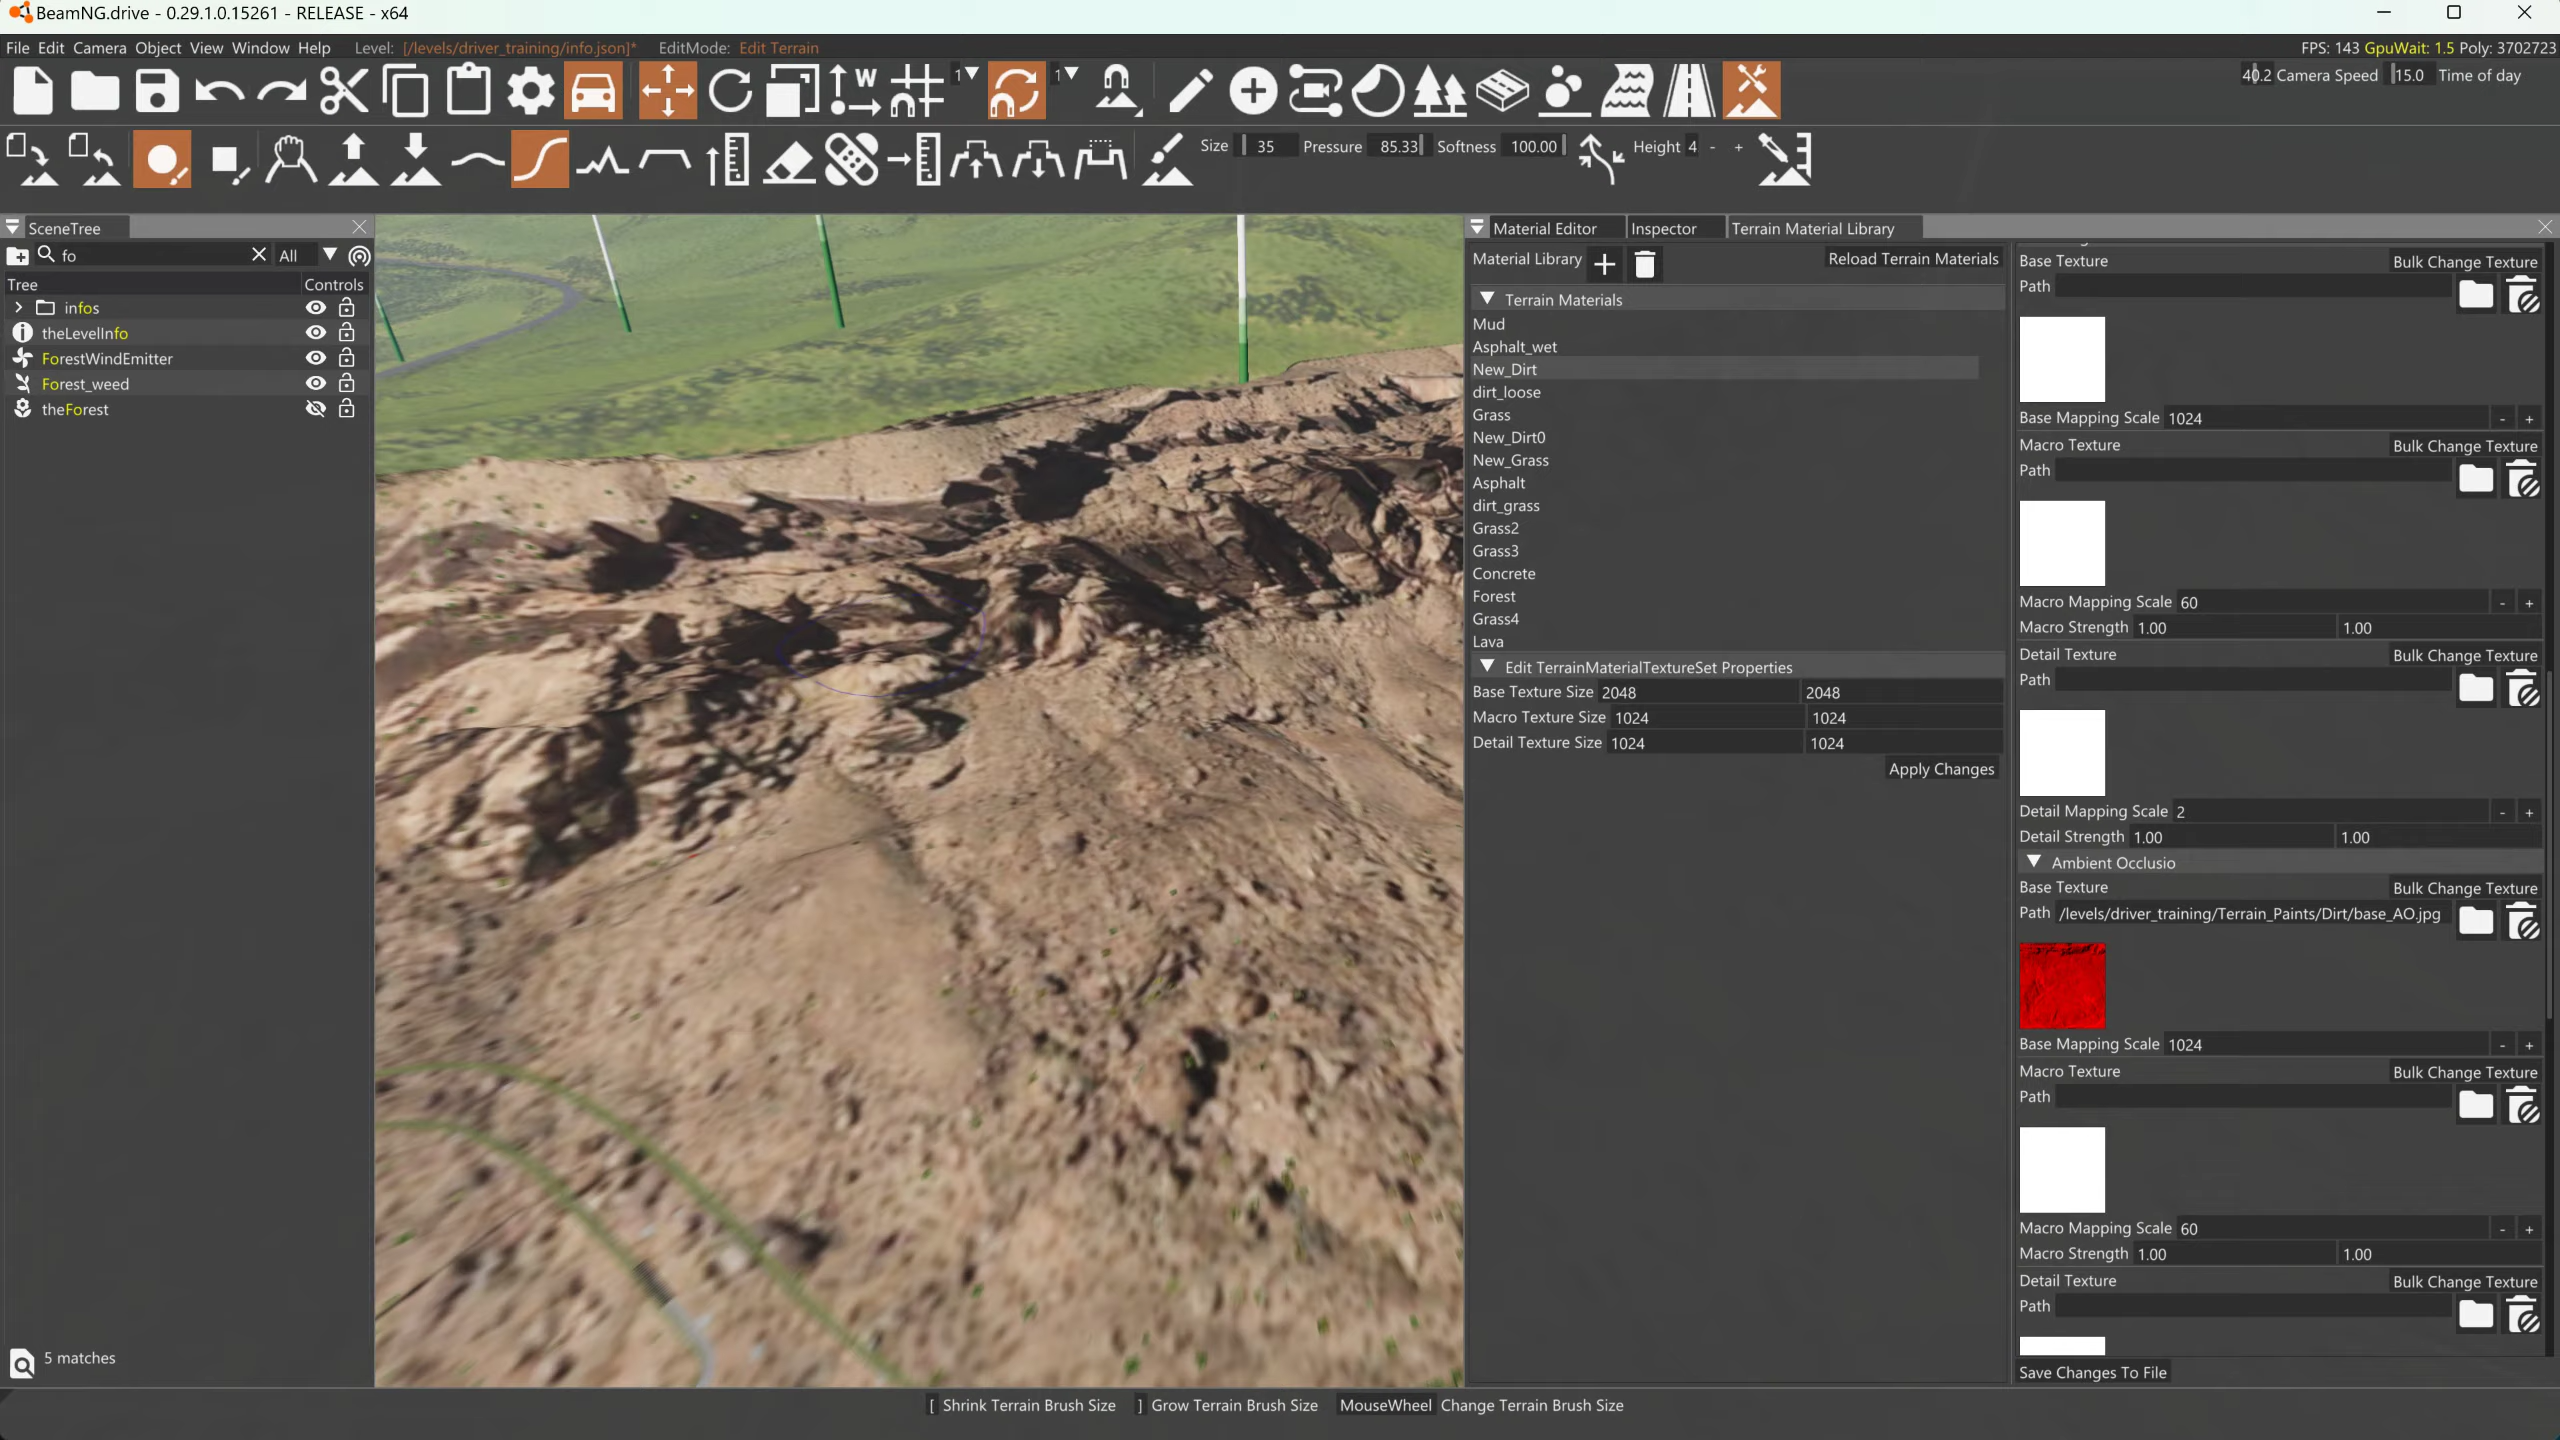 BeamNG.drive - 0.29.1.0.15261 - RELEASE - x64
File Edit Camera Object View Window Help Level: [/levels/driver_training/info.json]* EditMode: Edit Terrain FPS: 143 GpuWait: 1.5 Poly: 3702723
W 1 1 40.2 Camera Speed 15.0 Time of day
Size 35 Pressure 85.33 Softness 100.00 Height 4 - +
SceneTree
fo All
Tree Controls
infos
theLevelInfo
ForestWindEmitter
Forest_weed
theForest
5 matches
Material Editor Inspector Terrain Material Library
Material Library Reload Terrain Materials
Terrain Materials
Mud
Asphalt_wet
New_Dirt
dirt_loose
Grass
New_Dirt0
New_Grass
Asphalt
dirt_grass
Grass2
Grass3
Concrete
Forest
Grass4
Lava
Edit TerrainMaterialTextureSet Properties
Base Texture Size 2048 2048
Macro Texture Size 1024 1024
Detail Texture Size 1024 1024
Apply Changes
Base Texture Bulk Change Texture
Path
Base Mapping Scale 1024 - +
Macro Texture Bulk Change Texture
Path
Macro Mapping Scale 60 - +
Macro Strength 1.00 1.00
Detail Texture Bulk Change Texture
Path
Detail Mapping Scale 2 - +
Detail Strength 1.00 1.00
Ambient Occlusio
Base Texture Bulk Change Texture
Path /levels/driver_training/Terrain_Paints/Dirt/base_AO.jpg
Base Mapping Scale 1024 - +
Macro Texture Bulk Change Texture
Path
Macro Mapping Scale 60 - +
Macro Strength 1.00 1.00
Detail Texture Bulk Change Texture
Path
Save Changes To File
[ Shrink Terrain Brush Size ] Grow Terrain Brush Size MouseWheel Change Terrain Brush Size